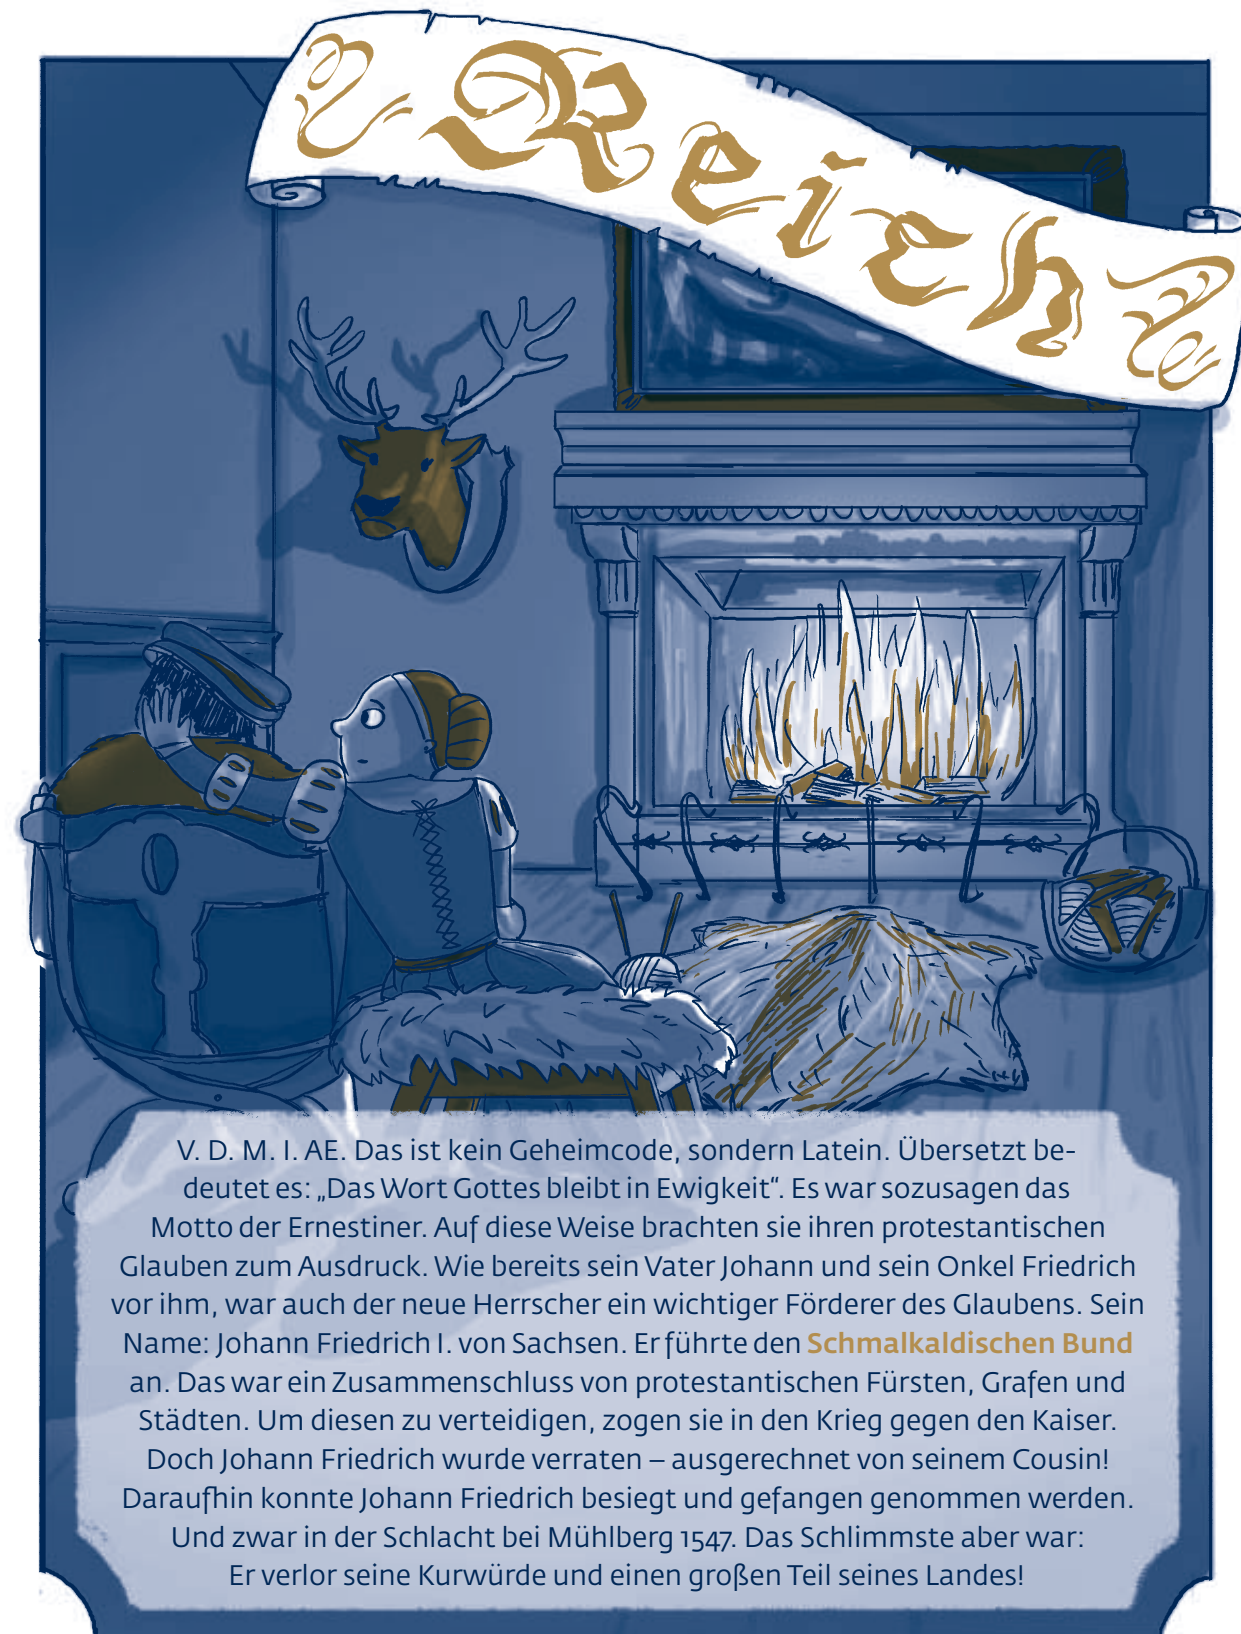 Reich
V. D. M. I. AE. Das ist kein Geheimcode, sondern Latein. Übersetzt be-
deutet es: „Das Wort Gottes bleibt in Ewigkeit“. Es war sozusagen das
Motto der Ernestiner. Auf diese Weise brachten sie ihren protestantischen
Glauben zum Ausdruck. Wie bereits sein Vater Johann und sein Onkel Friedrich
vor ihm, war auch der neue Herrscher ein wichtiger Förderer des Glaubens. Sein
Name: Johann Friedrich I. von Sachsen. Er führte den Schmalkaldischen Bund
an. Das war ein Zusammenschluss von protestantischen Fürsten, Grafen und
Städten. Um diesen zu verteidigen, zogen sie in den Krieg gegen den Kaiser.
Doch Johann Friedrich wurde verraten – ausgerechnet von seinem Cousin!
Daraufhin konnte Johann Friedrich besiegt und gefangen genommen werden.
Und zwar in der Schlacht bei Mühlberg 1547. Das Schlimmste aber war:
Er verlor seine Kurwürde und einen großen Teil seines Landes!